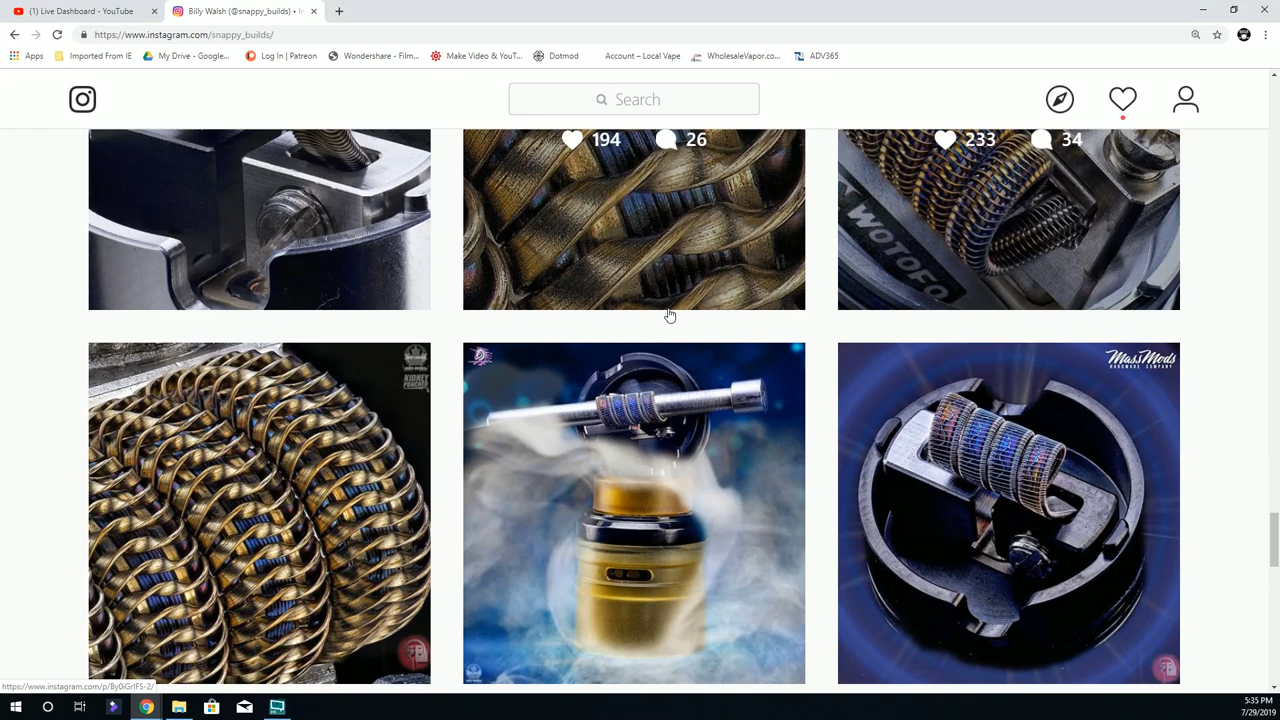 (1) Live Dashboard - YouTube
Billy Walsh (@snappy_builds) • In
https://www.instagram.com/snappy_builds/
Apps
Imported From IE
My Drive - Google...
Log In | Patreon
Wondershare - Film...
Make Video & YouT...
Dotmod
Account – Local Vape
WholesaleVapor.co...
ADV365
Search
194
26
233
34
WOTOFO
KIDNEY
PUNCHER
MassMods
HARDWARE COMPANY
https://www.instagram.com/p/By0iGrIFS-2/
5:35 PM
7/29/2019